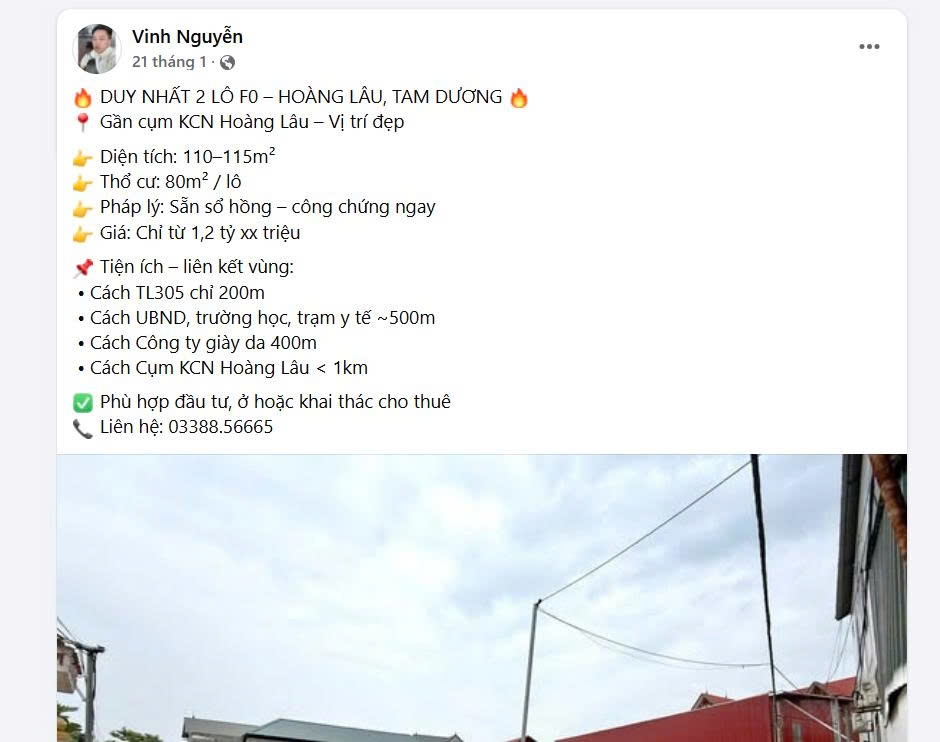 Vinh Nguyễn
21 tháng 1 ·
🔥 DUY NHẤT 2 LÔ F0 – HOÀNG LÂU, TAM DƯƠNG 🔥
📍 Gần cụm KCN Hoàng Lâu – Vị trí đẹp
👉 Diện tích: 110–115m²
👉 Thổ cư: 80m² / lô
👉 Pháp lý: Sẵn sổ hồng – công chứng ngay
👉 Giá: Chỉ từ 1,2 tỷ xx triệu
📌 Tiện ích – liên kết vùng:
• Cách TL305 chỉ 200m
• Cách UBND, trường học, trạm y tế ~500m
• Cách Công ty giày da 400m
• Cách Cụm KCN Hoàng Lâu < 1km
✅ Phù hợp đầu tư, ở hoặc khai thác cho thuê
📞 Liên hệ: 03388.56665